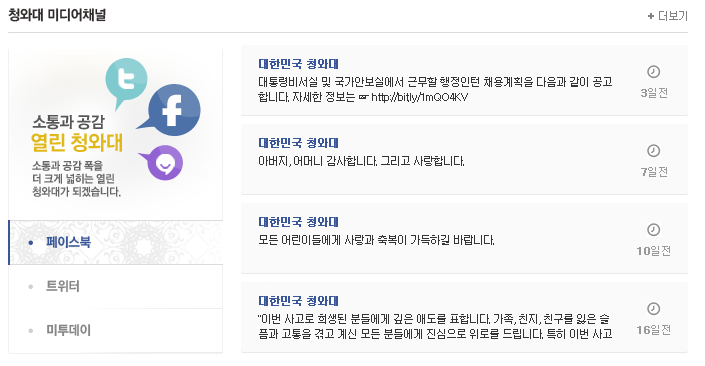 청와대 미디어채널
+ 더보기
소통과 공감
열린 청와대
소통과 공감 폭을
더 크게 넓히는 열린
청와대가 되겠습니다.
페이스북
트위터
미투데이
대한민국 청와대
대통령비서실 및 국가안보실에서 근무할 행정인턴 채용계획을 다음과 같이 공고
합니다. 자세한 정보는 ☞ http://bit.ly/1mQO4KV
3일전
대한민국 청와대
아버지, 어머니 감사합니다. 그리고 사랑합니다.
7일전
대한민국 청와대
모든 어린이들에게 사랑과 축복이 가득하길 바랍니다.
10일전
대한민국 청와대
"이번 사고로 희생된 분들에게 깊은 애도를 표합니다. 가족, 친지, 친구를 잃은 슬
픔과 고통을 겪고 계신 모든 분들에게 진심으로 위로를 드립니다. 특히 이번 사고
16일전